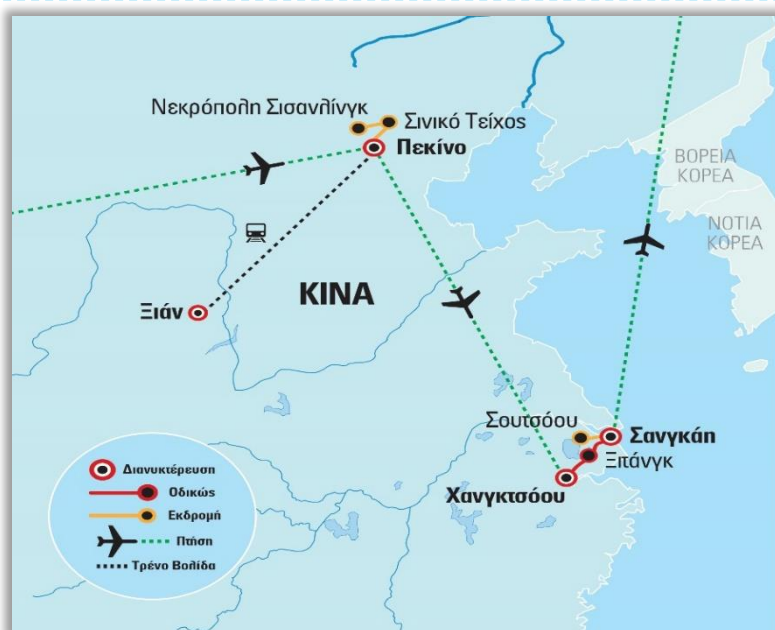 Νεκρόπολη Σισανλίνγκ
Σινικό Τείχος
Πεκίνο
ΒΟΡΕΙΑ
ΚΟΡΕΑ
ΝΟΤΙΑ
ΚΟΡΕΑ
ΚΙΝΑ
Ξιάν
Σουτσόου
Σανγκάη
Ξιτάνγκ
Χανγκτσόου
Διανυκτέρευση
Οδικώς
Εκδρομή
Πτήση
Τρένο Βολίδα